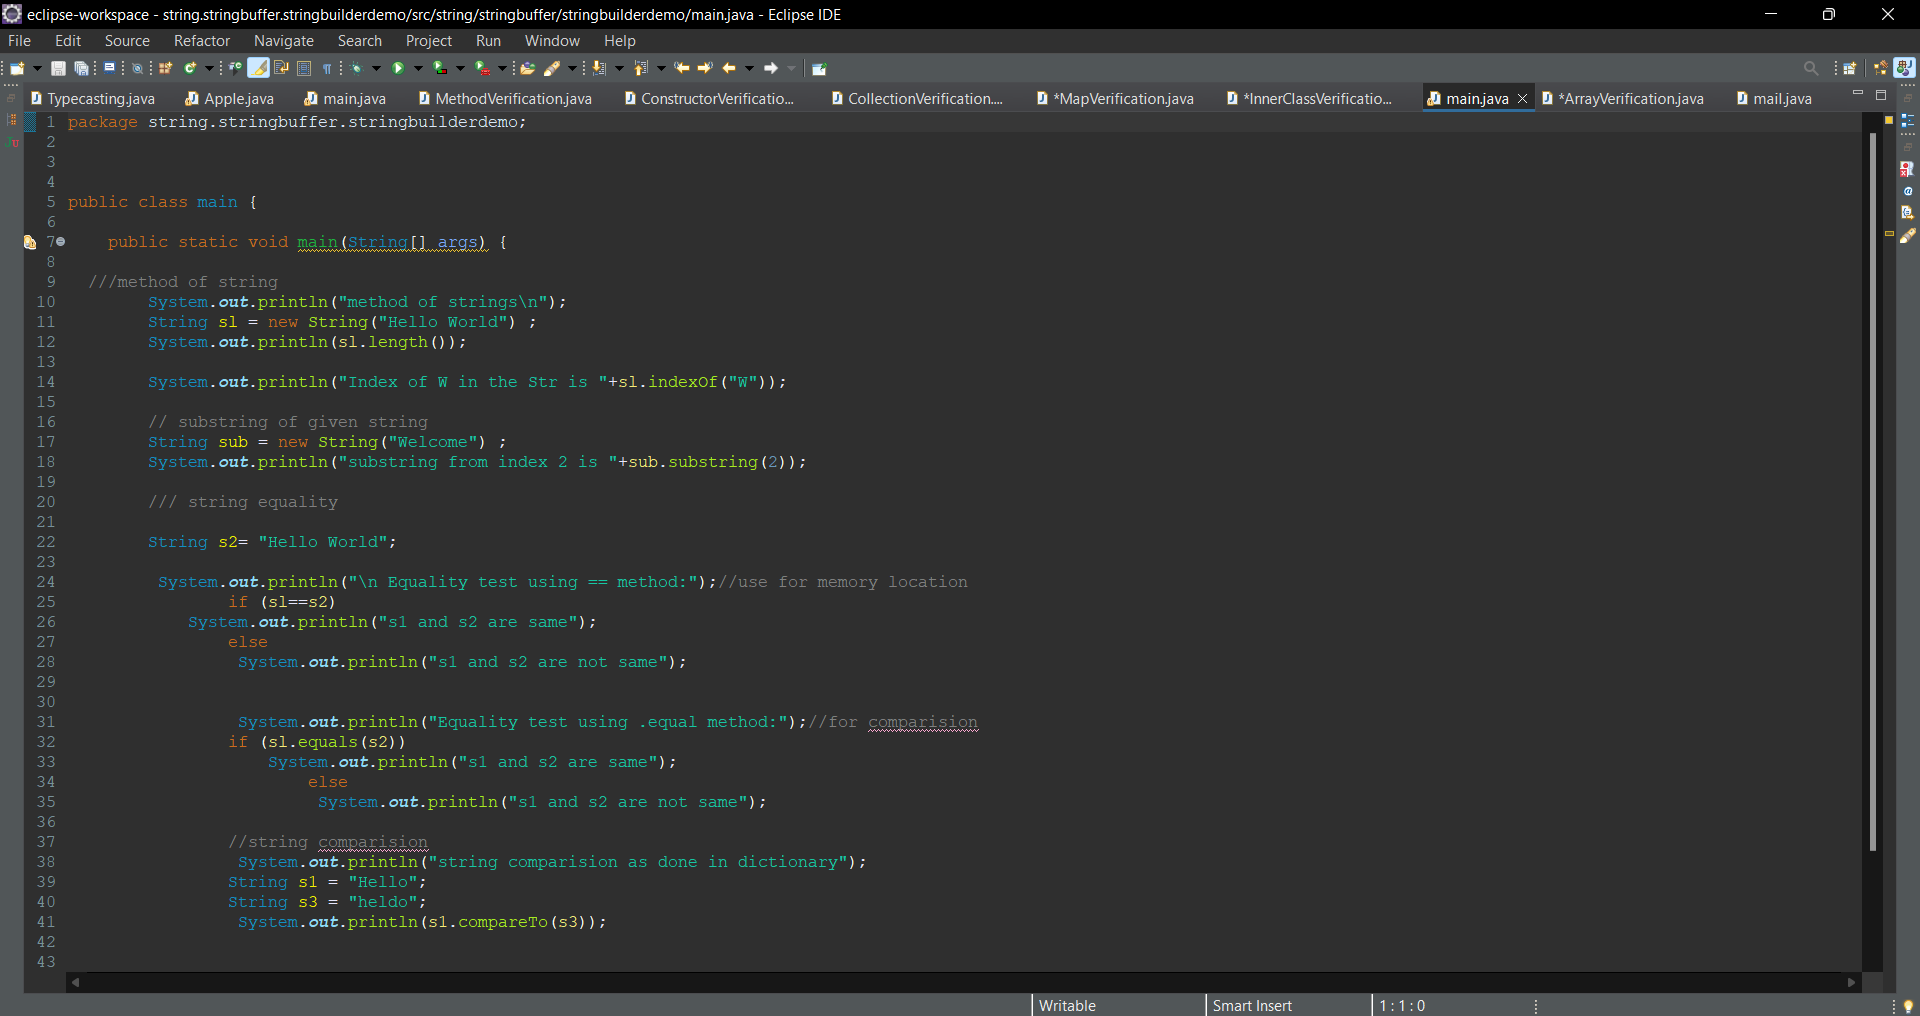 eclipse-workspace - string.stringbuffer.stringbuilderdemo/src/string/stringbuffer/stringbuilderdemo/main.java - Eclipse IDE
File Edit Source Refactor Navigate Search Project Run Window Help
Typecasting.java Apple.java main.java MethodVerification.java ConstructorVerificatio... CollectionVerification.... *MapVerification.java *InnerClassVerificatio... main.java *ArrayVerification.java mail.java
1 package string.stringbuffer.stringbuilderdemo;
2
3
4
5 public class main {
6
7 public static void main(String[] args) {
8
9 ///method of string
10 System.out.println("method of strings\n");
11 String sl = new String("Hello World") ;
12 System.out.println(sl.length());
13
14 System.out.println("Index of W in the Str is "+sl.indexOf("W"));
15
16 // substring of given string
17 String sub = new String("Welcome") ;
18 System.out.println("substring from index 2 is "+sub.substring(2));
19
20 /// string equality
21
22 String s2= "Hello World";
23
24 System.out.println("\n Equality test using == method:");//use for memory location
25 if (sl==s2)
26 System.out.println("s1 and s2 are same");
27 else
28 System.out.println("s1 and s2 are not same");
29
30
31 System.out.println("Equality test using .equal method:");//for comparision
32 if (sl.equals(s2))
33 System.out.println("s1 and s2 are same");
34 else
35 System.out.println("s1 and s2 are not same");
36
37 //string comparision
38 System.out.println("string comparision as done in dictionary");
39 String s1 = "Hello";
40 String s3 = "heldo";
41 System.out.println(s1.compareTo(s3));
42
43
Writable Smart Insert 1 : 1 : 0